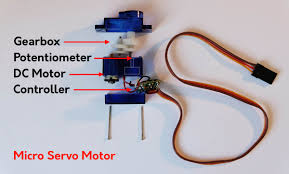 Gearbox
Potentiometer
DC Motor
Controller
Micro Servo Motor